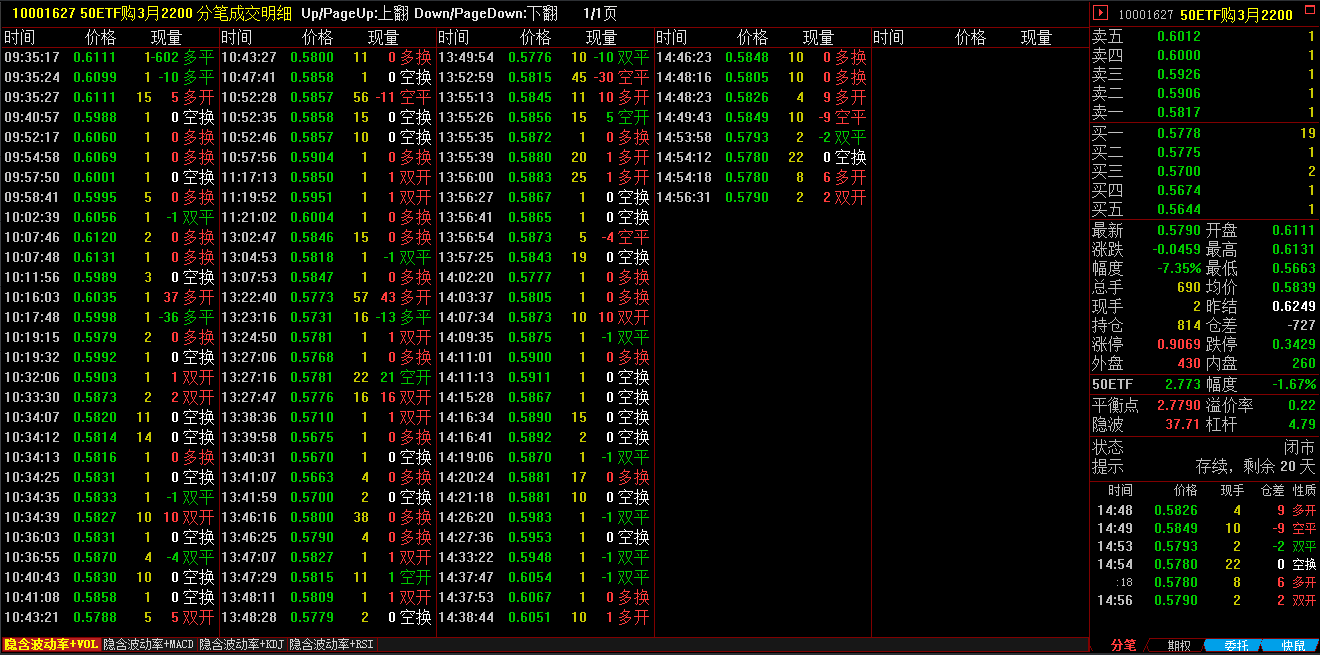 10001627 50ETF购3月2200 分笔成交明细 Up/PageUp:上翻 Down/PageDown:下翻 1/1页
时间 价格 现量 时间 价格 现量 时间 价格 现量 时间 价格 现量 时间 价格 现量
09:35:17 0.6111 1 -602 多平 10:43:27 0.5800 11 0 多换 13:49:54 0.5776 10 -10 双平 14:46:23 0.5848 10 0 多换
09:35:24 0.6099 1 -10 多平 10:47:41 0.5858 1 0 空换 13:52:59 0.5815 45 -30 空平 14:48:16 0.5805 10 0 多换
09:35:27 0.6111 15 5 多开 10:52:28 0.5857 56 -11 空平 13:55:13 0.5845 11 10 多开 14:48:23 0.5826 4 9 多开
09:40:57 0.5988 1 0 空换 10:52:35 0.5858 15 0 空换 13:55:26 0.5856 15 5 空开 14:49:43 0.5849 10 -9 空平
09:52:17 0.6060 1 0 多换 10:52:46 0.5857 10 0 空换 13:55:35 0.5872 1 0 多换 14:53:58 0.5793 2 -2 双平
09:54:58 0.6069 1 0 多换 10:57:56 0.5904 1 0 多换 13:55:39 0.5880 20 1 多开 14:54:12 0.5780 22 0 空换
09:57:50 0.6001 1 0 空换 11:17:13 0.5850 1 1 双开 13:56:00 0.5883 25 1 多开 14:54:18 0.5780 8 6 多开
09:58:41 0.5995 5 0 多换 11:19:52 0.5951 1 1 双开 13:56:27 0.5867 1 0 空换 14:56:31 0.5790 2 2 双开
10:02:39 0.6056 1 -1 双平 11:21:02 0.6004 1 0 多换 13:56:41 0.5865 1 0 空换
10:07:46 0.6120 2 0 多换 13:02:47 0.5846 15 0 多换 13:56:54 0.5873 5 -4 空平
10:07:48 0.6131 1 0 多换 13:04:53 0.5818 1 -1 双平 13:57:25 0.5843 19 0 空换
10:11:56 0.5989 3 0 空换 13:07:53 0.5847 1 0 多换 14:02:20 0.5777 1 0 多换
10:16:03 0.6035 1 37 多开 13:22:40 0.5773 57 43 多开 14:03:37 0.5805 1 0 多换
10:17:48 0.5998 1 -36 多平 13:23:16 0.5731 16 -13 多平 14:07:34 0.5873 10 10 双开
10:19:15 0.5979 2 0 多换 13:24:50 0.5781 1 1 双开 14:09:35 0.5875 1 -1 双平
10:19:32 0.5992 1 0 空换 13:27:06 0.5768 1 0 多换 14:11:01 0.5900 1 0 多换
10:32:06 0.5903 1 1 双开 13:27:16 0.5781 22 21 空开 14:11:13 0.5911 1 0 空换
10:33:30 0.5873 2 2 双开 13:27:47 0.5776 16 16 双开 14:15:28 0.5867 1 0 空换
10:34:07 0.5820 11 0 空换 13:38:36 0.5710 1 1 双开 14:16:34 0.5890 15 0 空换
10:34:12 0.5814 14 0 空换 13:39:58 0.5675 1 0 多换 14:16:41 0.5892 2 0 空换
10:34:13 0.5816 1 0 多换 13:40:31 0.5670 1 0 空换 14:19:06 0.5870 1 -1 双平
10:34:25 0.5831 1 0 空换 13:41:07 0.5663 4 0 多换 14:20:24 0.5881 17 0 多换
10:34:35 0.5833 1 -1 双平 13:41:59 0.5700 2 0 空换 14:21:18 0.5881 10 0 空换
10:34:39 0.5827 10 10 双开 13:46:16 0.5800 38 0 多换 14:26:20 0.5983 1 -1 双平
10:36:03 0.5831 1 0 空换 13:46:25 0.5790 4 0 多换 14:27:36 0.5953 1 0 空换
10:36:55 0.5870 4 -4 双平 13:47:07 0.5827 1 1 双开 14:33:22 0.5948 1 -1 双平
10:40:43 0.5830 10 0 空换 13:47:29 0.5815 11 1 空开 14:37:47 0.6054 1 -1 双平
10:41:08 0.5858 1 0 空换 13:48:11 0.5809 1 1 双开 14:37:53 0.6067 1 0 多换
10:43:21 0.5788 5 5 双开 13:48:28 0.5779 2 0 空换 14:38:44 0.6051 10 1 多开
隐含波动率+VOL 隐含波动率+MACD 隐含波动率+KDJ 隐含波动率+RSI
10001627 50ETF购3月2200
卖五 0.6012 1
卖四 0.6000 1
卖三 0.5926 1
卖二 0.5906 1
卖一 0.5817 1
买一 0.5778 19
买二 0.5775 1
买三 0.5700 2
买四 0.5674 1
买五 0.5644 1
最新 0.5790 开盘 0.6111
涨跌 -0.0459 最高 0.6131
幅度 -7.35% 最低 0.5663
总手 690 均价 0.5839
现手 2 昨结 0.6249
持仓 814 仓差 -727
涨停 0.9069 跌停 0.3429
外盘 430 内盘 260
50ETF 2.773 幅度 -1.67%
平衡点 2.7790 溢价率 0.22
隐波 37.71 杠杆 4.79
状态 闭市
提示 存续, 剩余 20 天
时间 价格 现手 仓差 性质
14:48 0.5826 4 9 多开
14:49 0.5849 10 -9 空平
14:53 0.5793 2 -2 双平
14:54 0.5780 22 0 空换
:18 0.5780 8 6 多开
14:56 0.5790 2 2 双开
分笔 期权 委托 快鼠